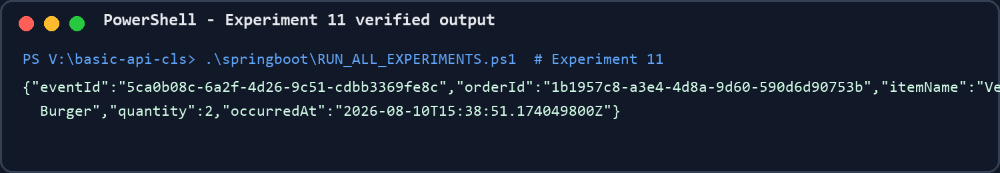 PowerShell - Experiment 11 verified output
PS V:\basic-api-cls> .\springboot\RUN_ALL_EXPERIMENTS.ps1  # Experiment 11
{"eventId":"5ca0b08c-6a2f-4d26-9c51-cdbb3369fe8c","orderId":"1b1957c8-a3e4-4d8a-9d60-590d6d90753b","itemName":"Ve
Burger","quantity":2,"occurredAt":"2026-08-10T15:38:51.174049800Z"}